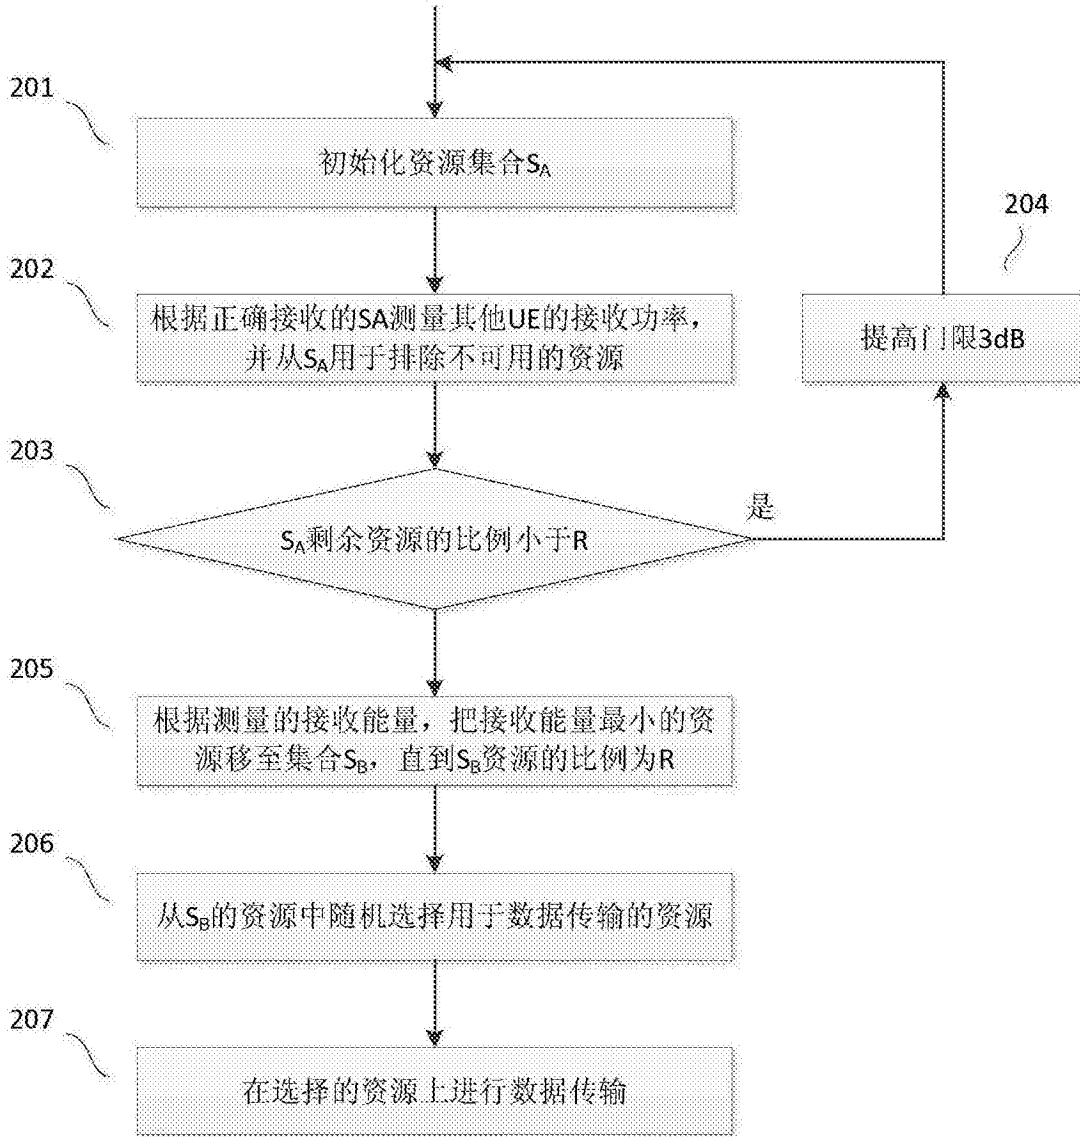 201
初始化资源集合SA
204
202
根据正确接收的SA测量其他UE的接收功率，
并从SA用于排除不可用的资源
提高门限3dB
203
是
SA剩余资源的比例小于R
205
根据测量的接收能量，把接收能量最小的资
源移至集合SB，直到SB资源的比例为R
206
从SB的资源中随机选择用于数据传输的资源
207
在选择的资源上进行数据传输